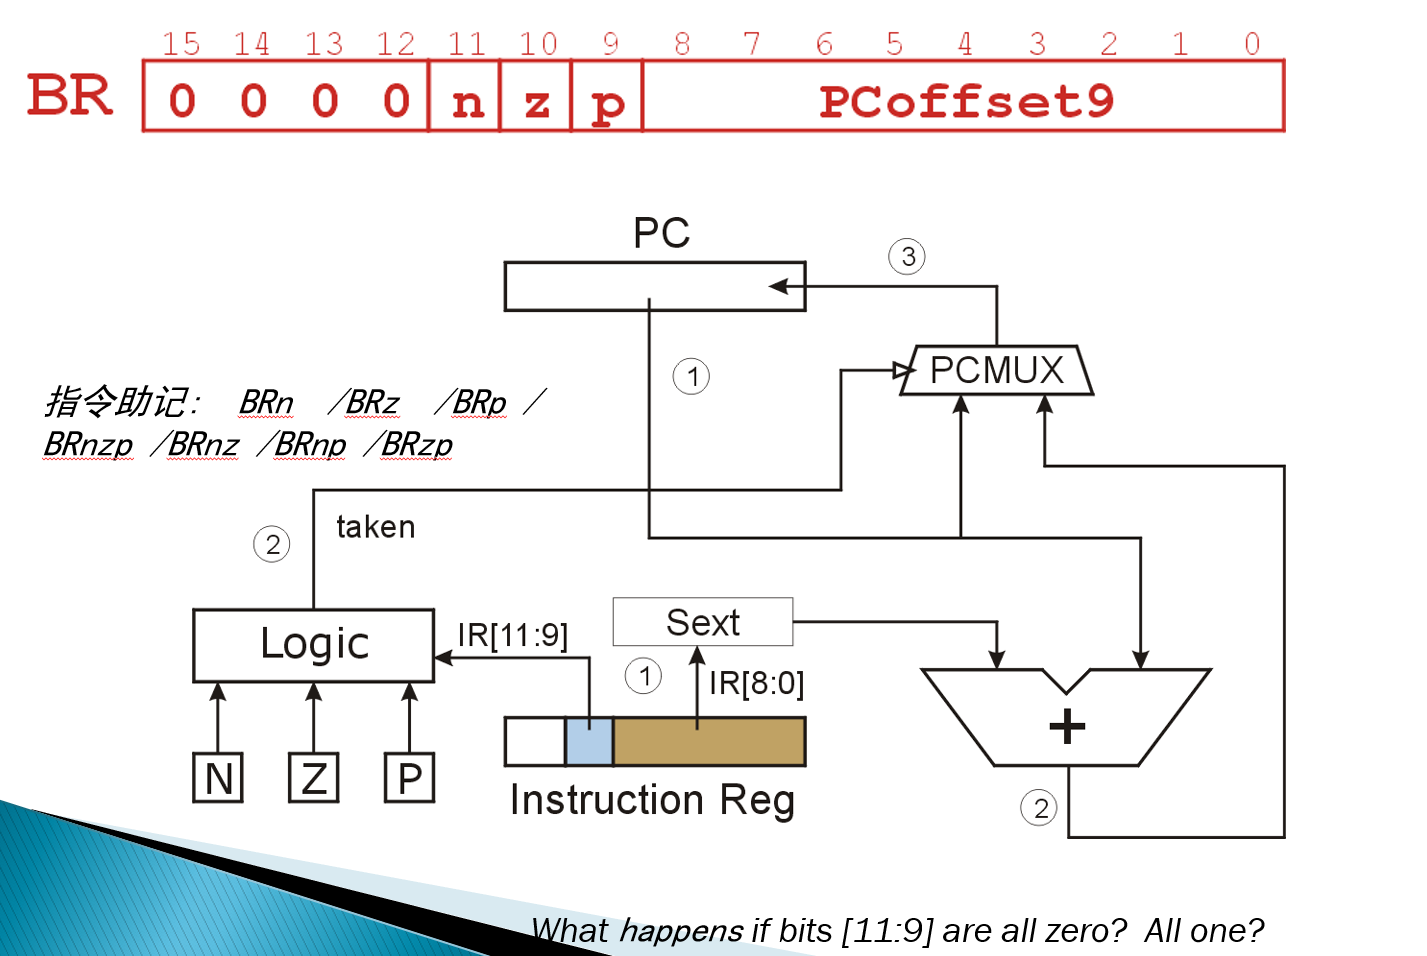 15 14 13 12 11 10 9 8 7 6 5 4 3 2 1 0
BR 0 0 0 0 n z p PCoffset9
PC
3
1
PCMUX
指令助记: BRn /BRz /BRp /
BRnzp /BRnz /BRnp /BRzp
taken
2
Logic
IR[11:9]
Sext
1
IR[8:0]
+
N Z P
Instruction Reg
2
What happens if bits [11:9] are all zero? All one?